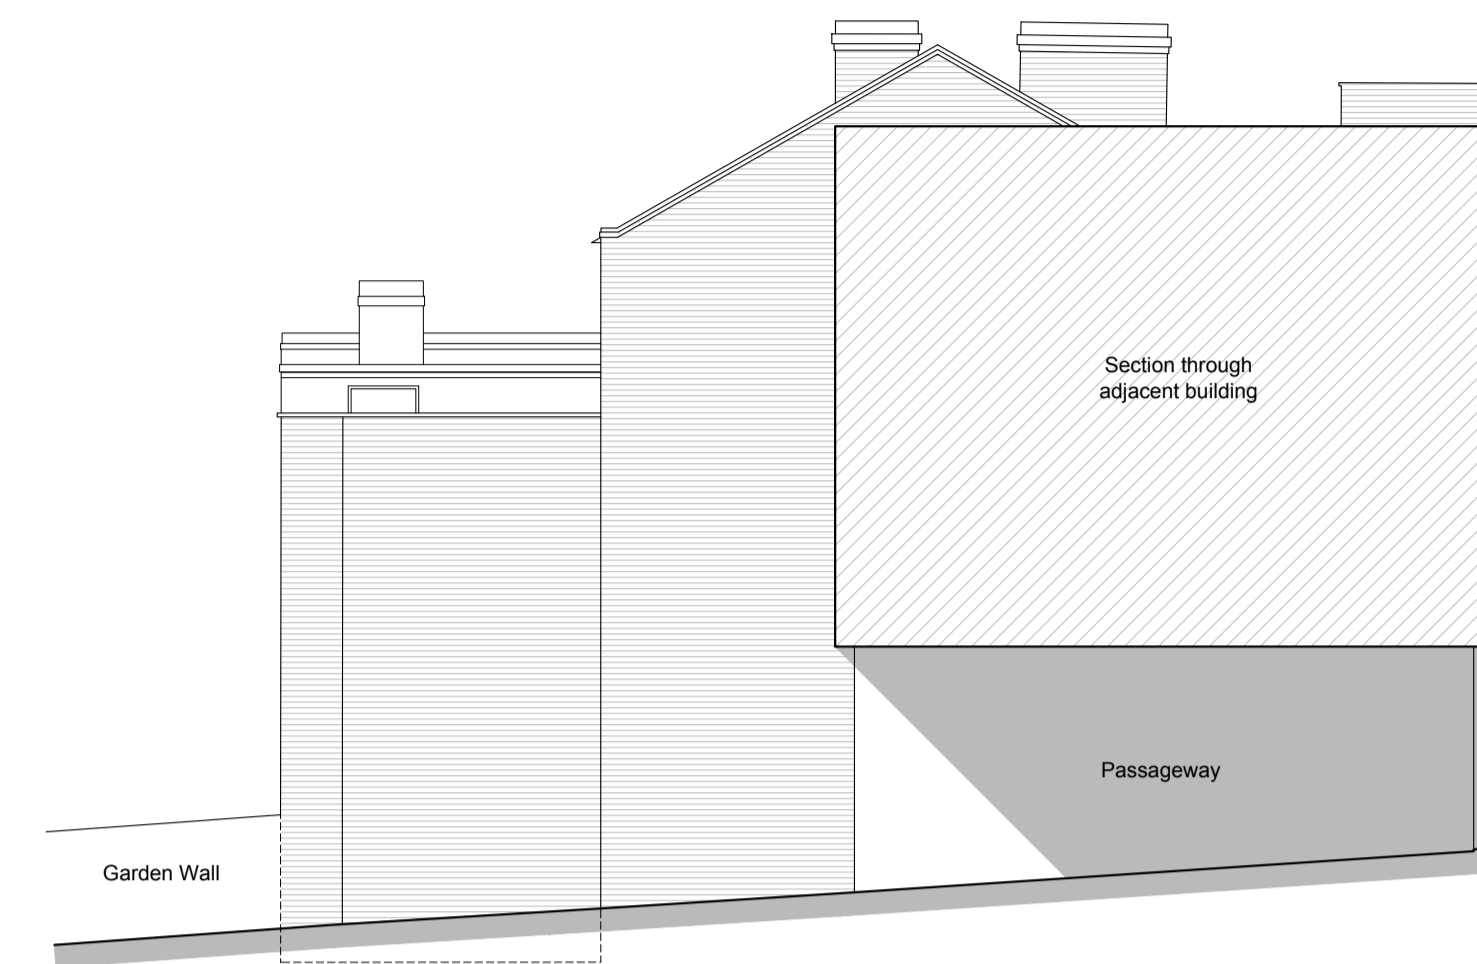 Section through
adjacent building
Passageway
Garden Wall